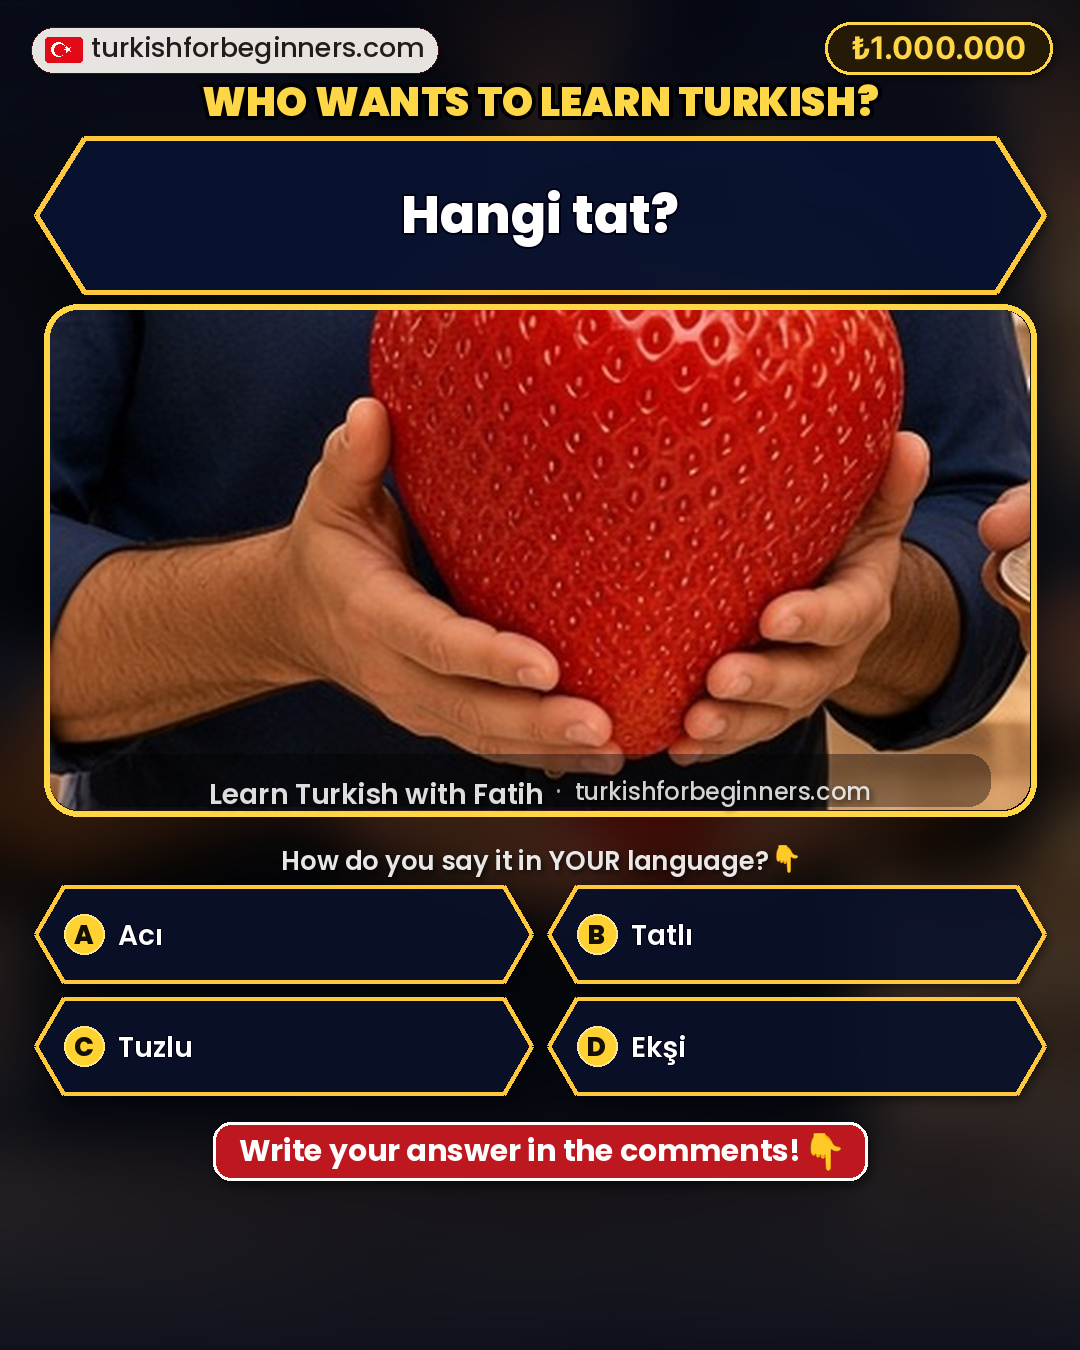 turkishforbeginners.com
₺1.000.000
WHO WANTS TO LEARN TURKISH?
Hangi tat?
Learn Turkish with Fatih · turkishforbeginners.com
How do you say it in YOUR language?👇
A Acı
B Tatlı
C Tuzlu
D Ekşi
Write your answer in the comments!👇